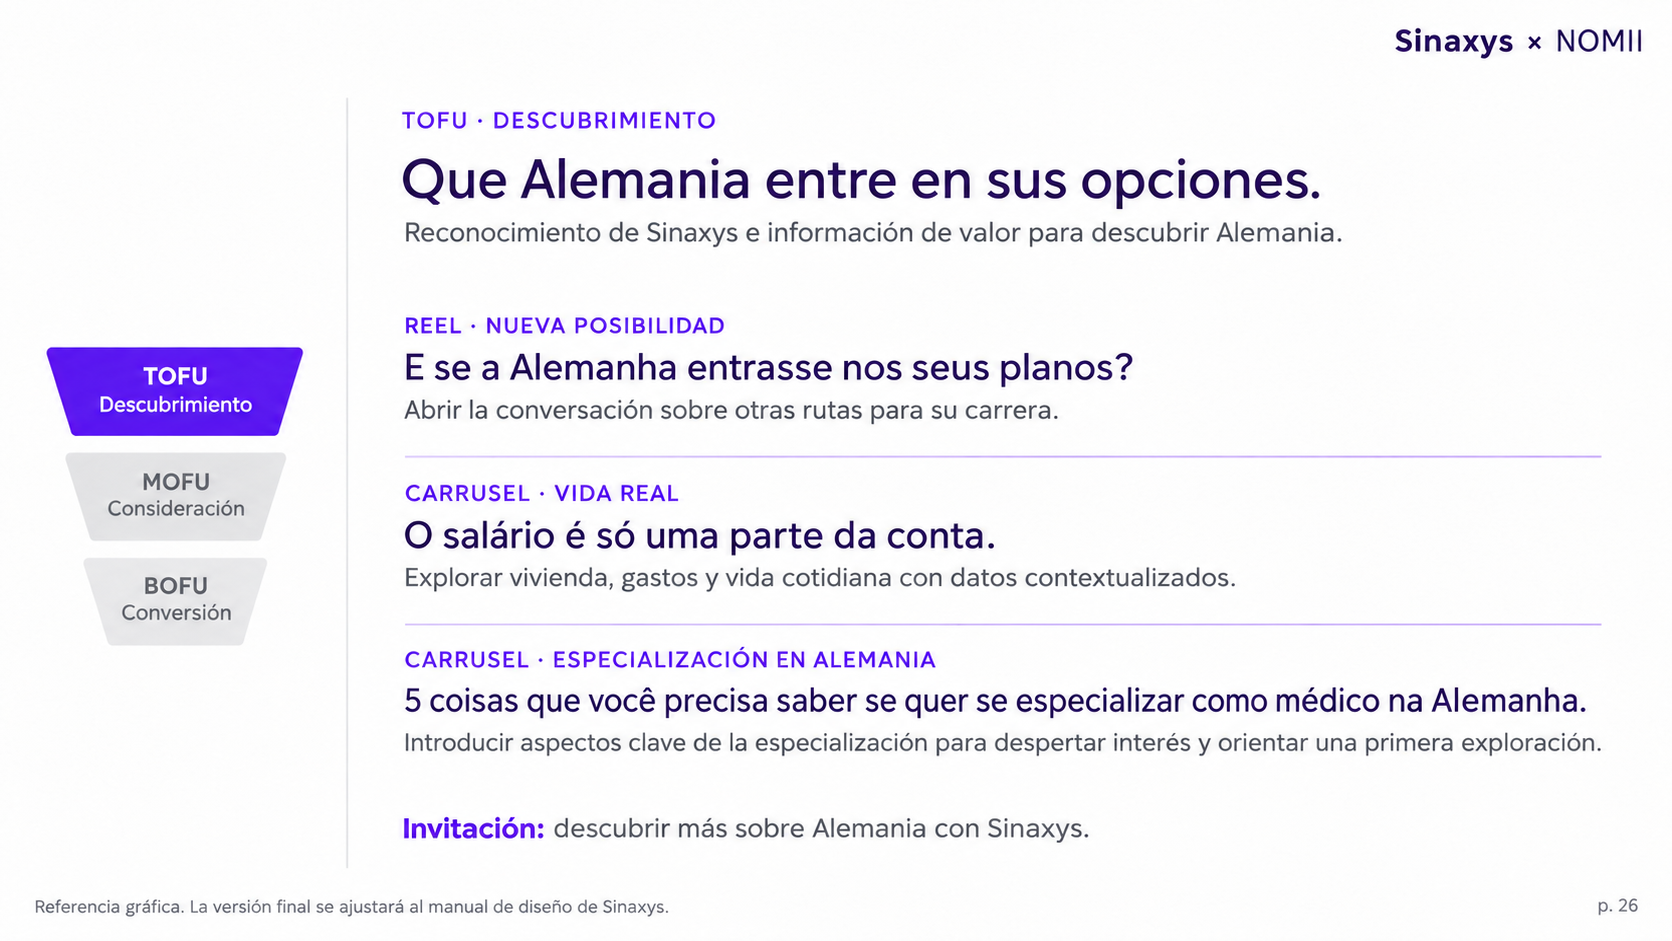 Sinaxys × NOMII
TOFU · DESCUBRIMIENTO
Que Alemania entre en sus opciones.
Reconocimiento de Sinaxys e información de valor para descubrir Alemania.
TOFU
Descubrimiento
MOFU
Consideración
BOFU
Conversión
REEL · NUEVA POSIBILIDAD
E se a Alemanha entrasse nos seus planos?
Abrir la conversación sobre otras rutas para su carrera.
CARRUSEL · VIDA REAL
O salário é só uma parte da conta.
Explorar vivienda, gastos y vida cotidiana con datos contextualizados.
CARRUSEL · ESPECIALIZACIÓN EN ALEMANIA
5 coisas que você precisa saber se quer se especializar como médico na Alemanha.
Introducir aspectos clave de la especialización para despertar interés y orientar una primera exploración.
Invitación: descubrir más sobre Alemania con Sinaxys.
Referencia gráfica. La versión final se ajustará al manual de diseño de Sinaxys.
p. 26